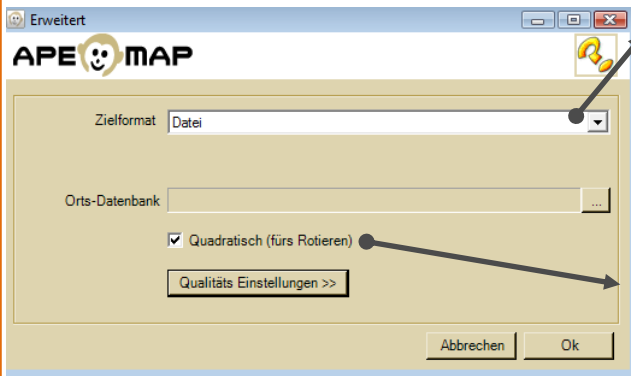 Erweitert
APE MAP
Zielformat Datei
Orts-Datenbank ...
Quadratisch (fürs Rotieren)
Qualitäts Einstellungen >>
Abbrechen Ok